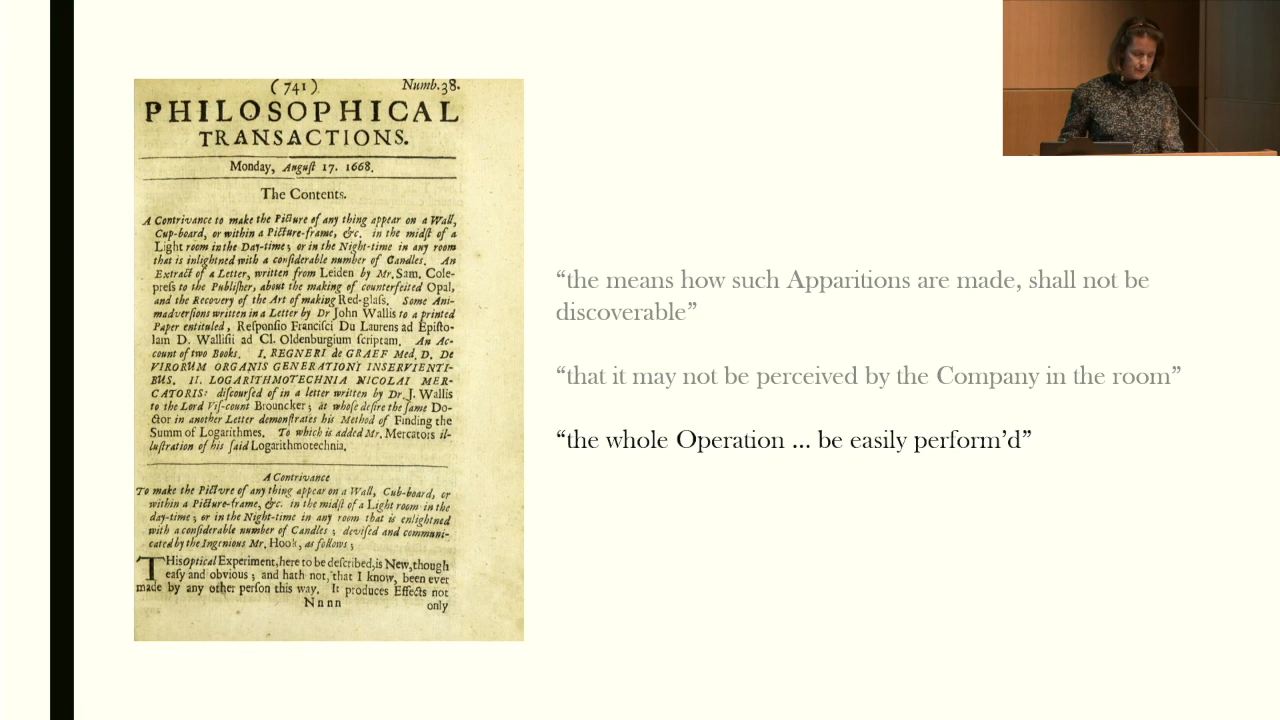 (741)
Numb.38.
PHILOSOPHICAL
TRANSACTIONS.
Monday, Auguſt 17. 1668.
The Contents.
A Contrivance to make the Picture of any thing appear on a Wall,
Cup-board, or within a Picture-frame, &c. in the midſt of a
Light room in the Day-time; or in the Night-time in any room
that is inlightned with a conſiderable number of Candles. An
Extract of a Letter, written from Leiden by Mr. Sam. Cole-
preſs to the Publiſher, about the making of counterfeited Opal,
and the Recovery of the Art of making Red-glaſs. Some Ani-
madverſions written in a Letter by Dr John Wallis to a printed
Paper entituled, Reſponſio Franciſci Du Laurens ad Epiſto-
lam D. Walliſii ad Cl. Oldenburgium ſcriptam. An Ac-
count of two Books. I. REGNERI de GRAEF Med. D. De
VIRORUM ORGANIS GENERATIONI INSERVIENTI-
BUS. II. LOGARITHMOTECHNIA NICOLAI MER-
CATORIS: diſcourſed of in a letter written by Dr. J. Wallis
to the Lord Viſ-count Brouncker; at whoſe deſire the ſame Do-
ctor in another Letter demonſtrates his Method of Finding the
Summ of Logarithmes. To which is added Mr. Mercators il-
luſtration of his ſaid Logarithmotechnia.
A Contrivance
To make the Picture of any thing appear on a Wall, Cub-board, or
within a Picture-frame, &c. in the midſt of a Light room in the
day-time; or in the Night-time in any room that is enlightned
with a conſiderable number of Candles; deviſed and communi-
cated by the Ingenious Mr. Hook, as follows;
THis optical Experiment, here to be deſcribed, is New, though
eaſy and obvious; and hath not, that I know, been ever
made by any other perſon this way. It produces Effects not
Nnnn
only
“the means how such Apparitions are made, shall not be
discoverable”
“that it may not be perceived by the Company in the room”
“the whole Operation ... be easily perform’d”